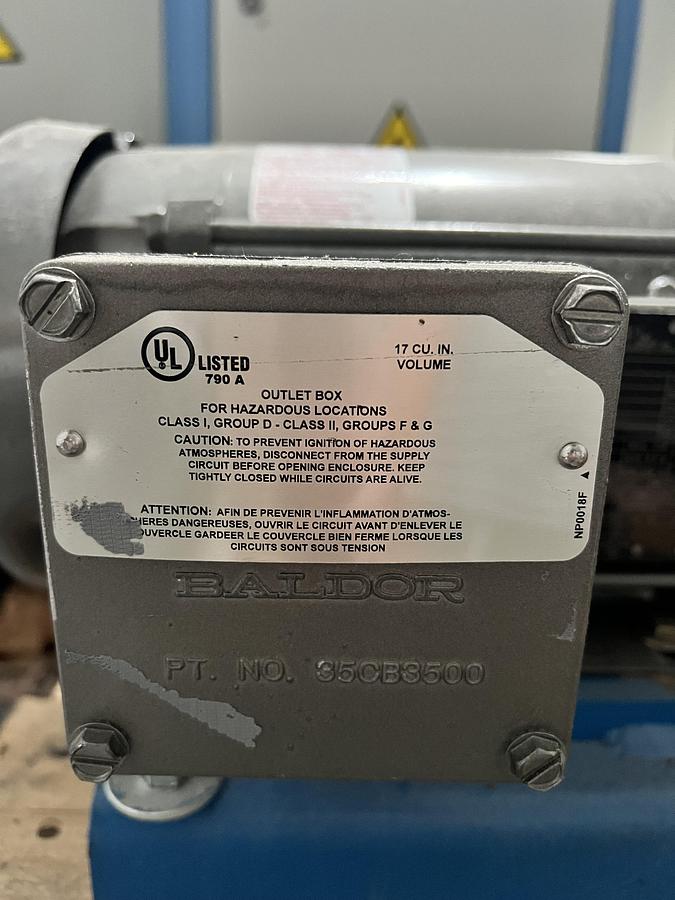 UL LISTED
790 A
17 CU. IN.
VOLUME
OUTLET BOX
FOR HAZARDOUS LOCATIONS
CLASS I, GROUP D - CLASS II, GROUPS F & G
CAUTION: TO PREVENT IGNITION OF HAZARDOUS
ATMOSPHERES, DISCONNECT FROM THE SUPPLY
CIRCUIT BEFORE OPENING ENCLOSURE. KEEP
TIGHTLY CLOSED WHILE CIRCUITS ARE ALIVE.
ATTENTION: AFIN DE PREVENIR L'INFLAMMATION D'ATMOS-
HERES DANGEREUSES, OUVRIR LE CIRCUIT AVANT D'ENLEVER LE
OUVERCLE GARDEER LE COUVERCLE BIEN FERME LORSQUE LES
CIRCUITS SONT SOUS TENSION
NP0018F
BALDOR
PT. NO. 35CB3500